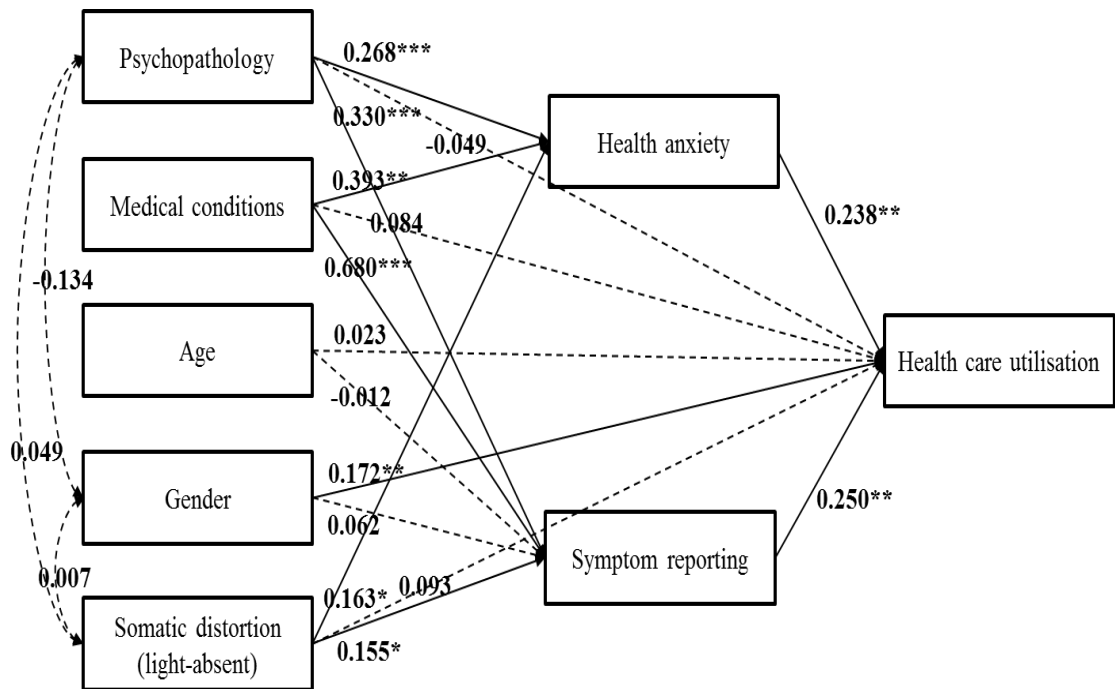 Psychopathology
0.268***
0.330***
-0.049
Health anxiety
Medical conditions
0.393**
0.084
0.680***
0.238**
-0.134
Age
0.023
-0.012
Health care utilisation
0.049
Gender
0.172**
0.062
0.250**
Symptom reporting
0.007
Somatic distortion
(light-absent)
0.163*
0.093
0.155*